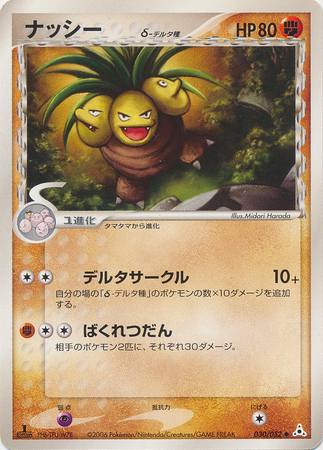 ナッシー
δ-デルタ種
HP80
Illus.Midori Harada
1進化
タマタマから進化
デルタサークル 10+
自分の場の「δ-デルタ種」のポケモンの数×10ダメージを追加
する。
ばくれつだん
相手のポケモン2匹に、それぞれ30ダメージ。
弱点
抵抗力
にげる
1
©2006 Pokémon/Nintendo/Creatures/GAME FREAK
030/052